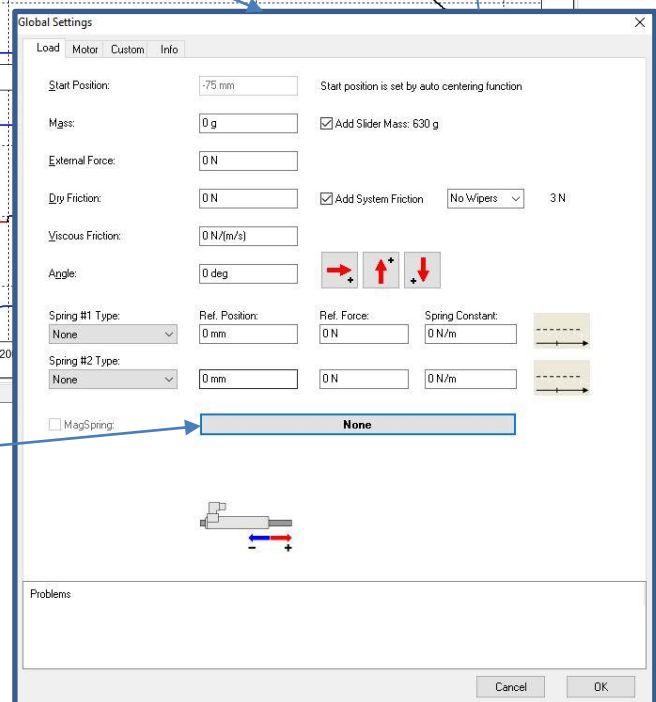 Global Settings
Load Motor Custom Info
Start Position: -75 mm Start position is set by auto centering function
Mass: 0 g Add Slider Mass: 630 g
External Force: 0 N
Dry Friction: 0 N Add System Friction No Wipers 3 N
Viscous Friction: 0 N/(m/s)
Angle: 0 deg + + +
Spring #1 Type: Ref. Position: Ref. Force: Spring Constant:
None 0 mm 0 N 0 N/m
20
Spring #2 Type:
None 0 mm 0 N 0 N/m
MagSpring: None
- +
Problems
Cancel OK